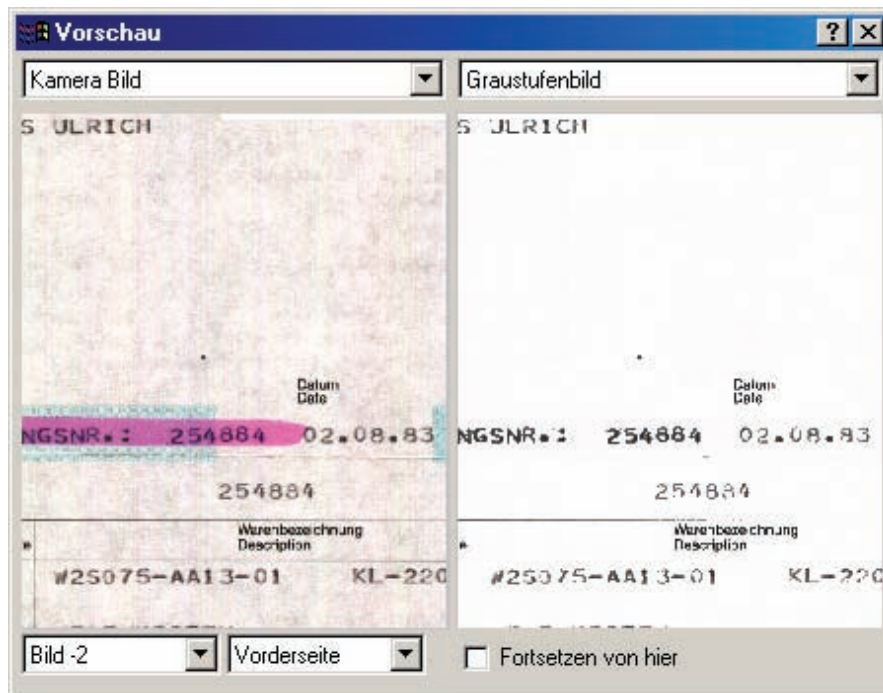 Vorschau
Kamera Bild
Graustufenbild
S ULRICH
S ULRICH
Datum
Date
Datum
Date
NGSNR.: 254884 02.08.83
NGSNR.: 254884 02.08.83
254884
254884
Warenbezeichnung
Description
Warenbezeichnung
Description
W2S075-AA13-01 KL-220
W2S075-AA13-01 KL-220
Bild -2
Vorderseite
Fortsetzen von hier